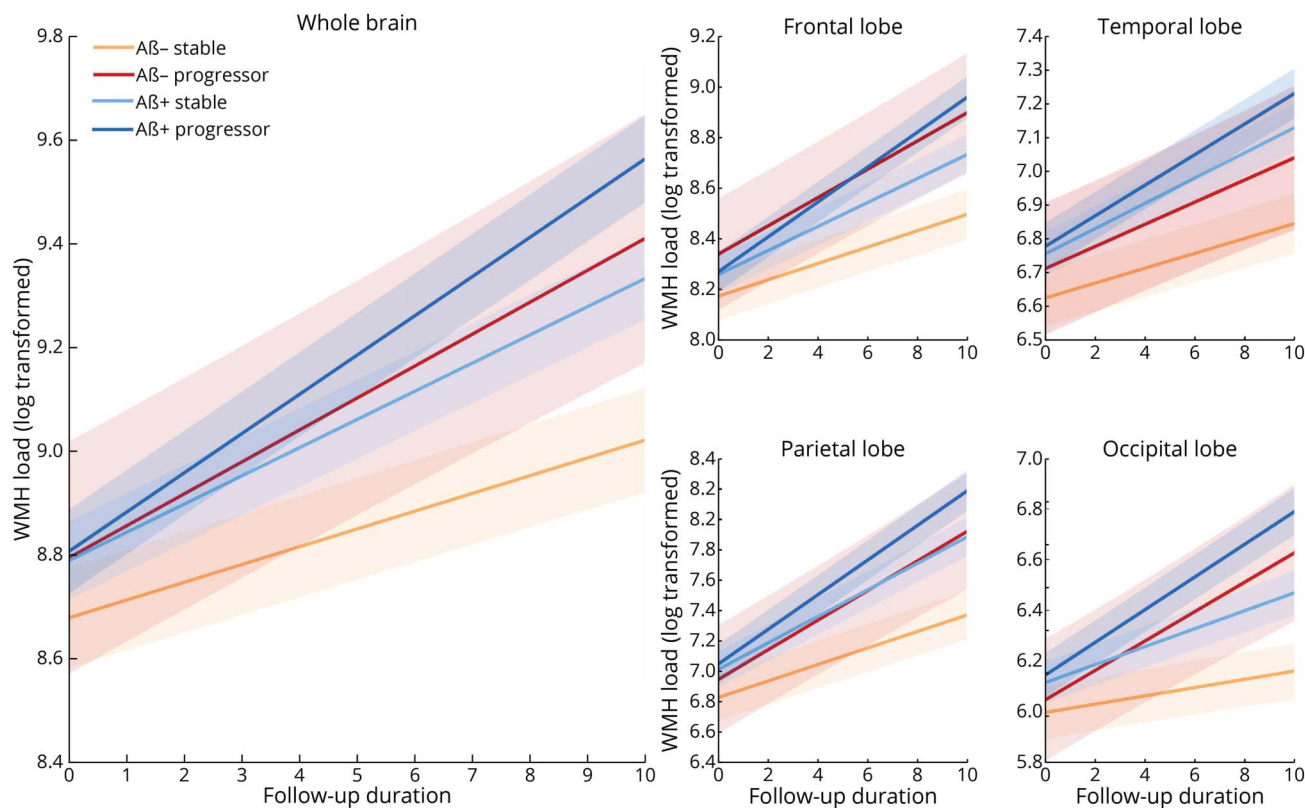 Whole brain
9.8
9.6
9.4
9.2
9.0
8.8
8.6
8.4
WMH load (log transformed)
Aß– stable
Aß– progressor
Aß+ stable
Aß+ progressor
0 1 2 3 4 5 6 7 8 9 10
Follow-up duration
Frontal lobe
9.2
9.0
8.8
8.6
8.4
8.2
8.0
WMH load (log transformed)
0 2 4 6 8 10
Temporal lobe
7.4
7.3
7.2
7.1
7.0
6.9
6.8
6.7
6.6
6.5
0 2 4 6 8 10
Parietal lobe
8.4
8.2
8.2
7.8
7.6
7.4
7.2
7.0
6.8
6.6
6.4
WMH load (log transformed)
0 2 4 6 8 10
Follow-up duration
Occipital lobe
7.0
6.8
6.6
6.4
6.2
6.0
5.8
0 2 4 6 8 10
Follow-up duration